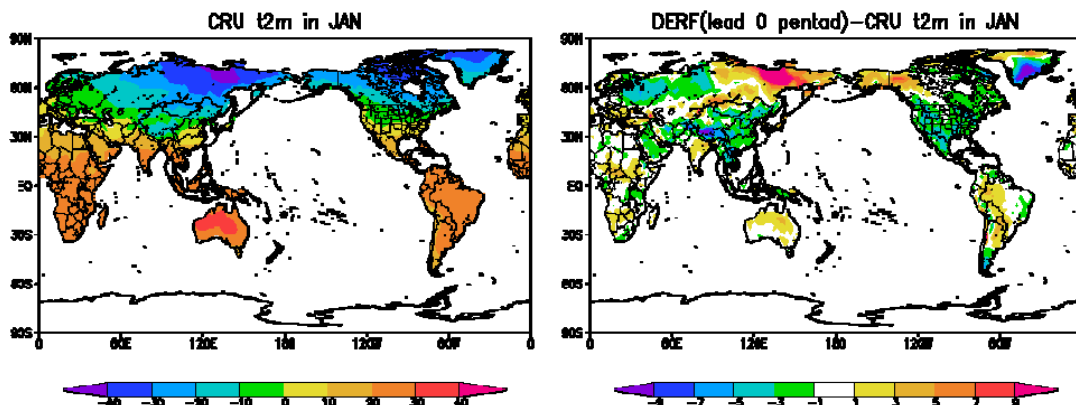 CRU t2m in JAN
90N
60N
30N
EQ
30S
60S
90S
0 60E 120E 180 120W 60W 0
-40 -30 -20 -10 0 10 20 30 40
DERF(lead 0 pentad)-CRU t2m in JAN
90N
60N
30N
EQ
30S
60S
90S
0 60E 120E 180 120W 60W
-9 -7 -5 -3 -1 1 3 5 7 9